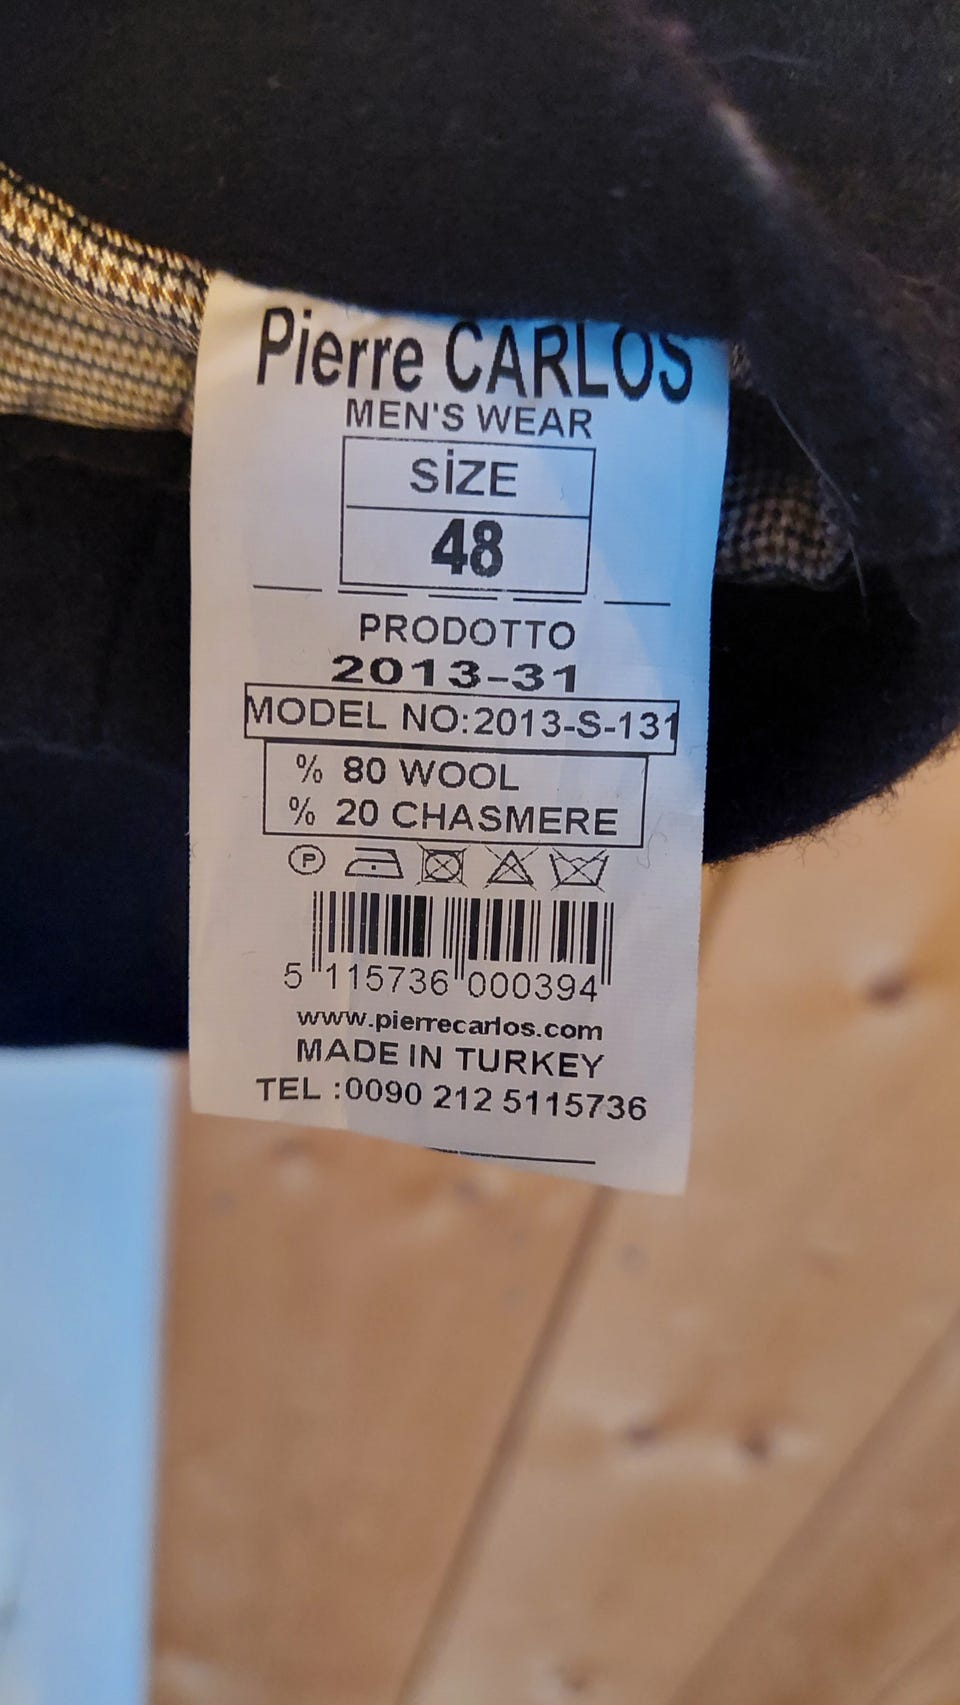 Pierre CARLOS
MEN'S WEAR
SİZE
48
PRODOTTO
2013-31
MODEL NO:2013-S-131
% 80 WOOL
% 20 CHASMERE
P
5 115736 000394
www.pierrecarlos.com
MADE IN TURKEY
TEL :0090 212 5115736